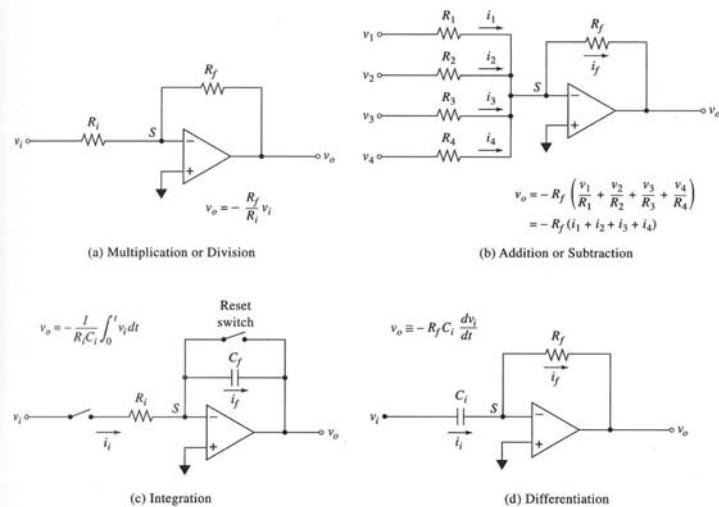 R_f
R_i
S
v_i
−
+
v_o
v_o = − R_f/R_i v_i
(a) Multiplication or Division
R_1 i_1
v_1
R_2 i_2
v_2
R_3 i_3
v_3
R_4 i_4
v_4
R_f
i_f
S
−
+
v_o
v_o = − R_f (v_1/R_1 + v_2/R_2 + v_3/R_3 + v_4/R_4)
= − R_f (i_1 + i_2 + i_3 + i_4)
(b) Addition or Subtraction
v_o = − I/R_iC_i ∫_0^t v_i dt
Reset
switch
C_f
i_f
R_i
S
v_i
i_i
−
+
v_o
(c) Integration
v_o ≅ − R_f C_i dv_i/dt
R_f
i_f
C_i
S
v_i
i_i
−
+
v_o
(d) Differentiation